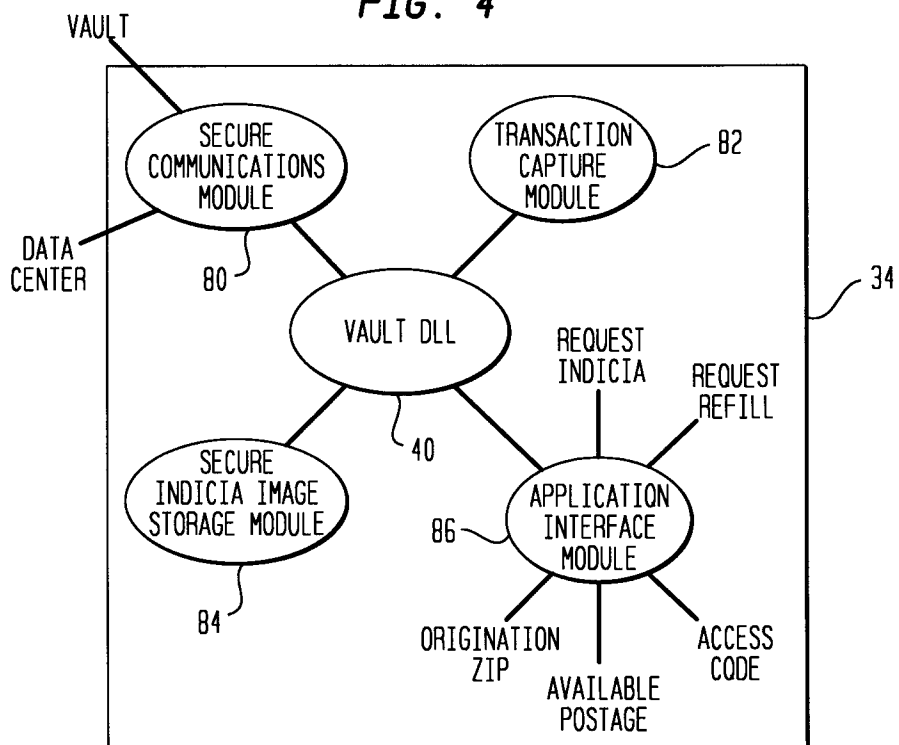 FIG. 4
VAULT
SECURE
COMMUNICATIONS
MODULE
TRANSACTION
CAPTURE
MODULE
82
DATA
CENTER
80
34
VAULT DLL
REQUEST
INDICIA
REQUEST
REFILL
40
SECURE
INDICIA IMAGE
STORAGE MODULE
APPLICATION
INTERFACE
MODULE
86
84
ORIGINATION
ZIP
AVAILABLE
POSTAGE
ACCESS
CODE